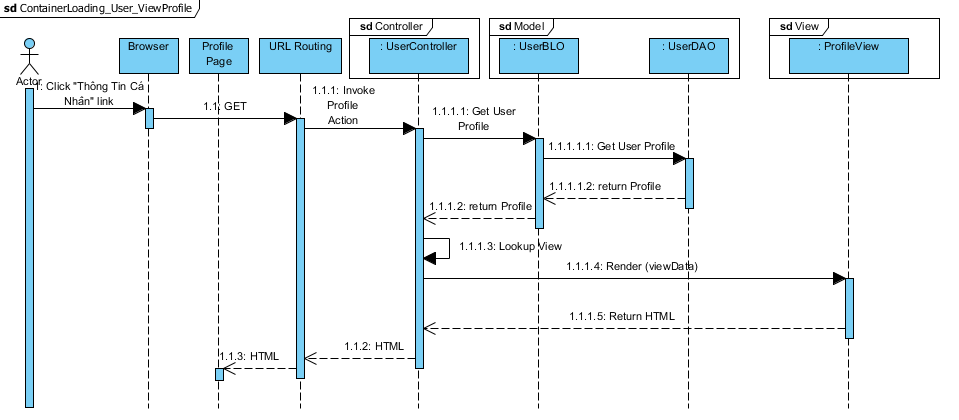 sd ContainerLoading_User_ViewProfile
sd Controller
sd Model
sd View
Browser
Profile
Page
URL Routing
: UserController
: UserBLO
: UserDAO
: ProfileView
Actor
1: Click "Thông Tin Cá
Nhân" link
1.1: GET
1.1.1: Invoke
Profile
Action
1.1.1.1: Get User
Profile
1.1.1.1.1: Get User Profile
1.1.1.1.2: return Profile
1.1.1.2: return Profile
1.1.1.3: Lookup View
1.1.1.4: Render (viewData)
1.1.1.5: Return HTML
1.1.2: HTML
1.1.3: HTML